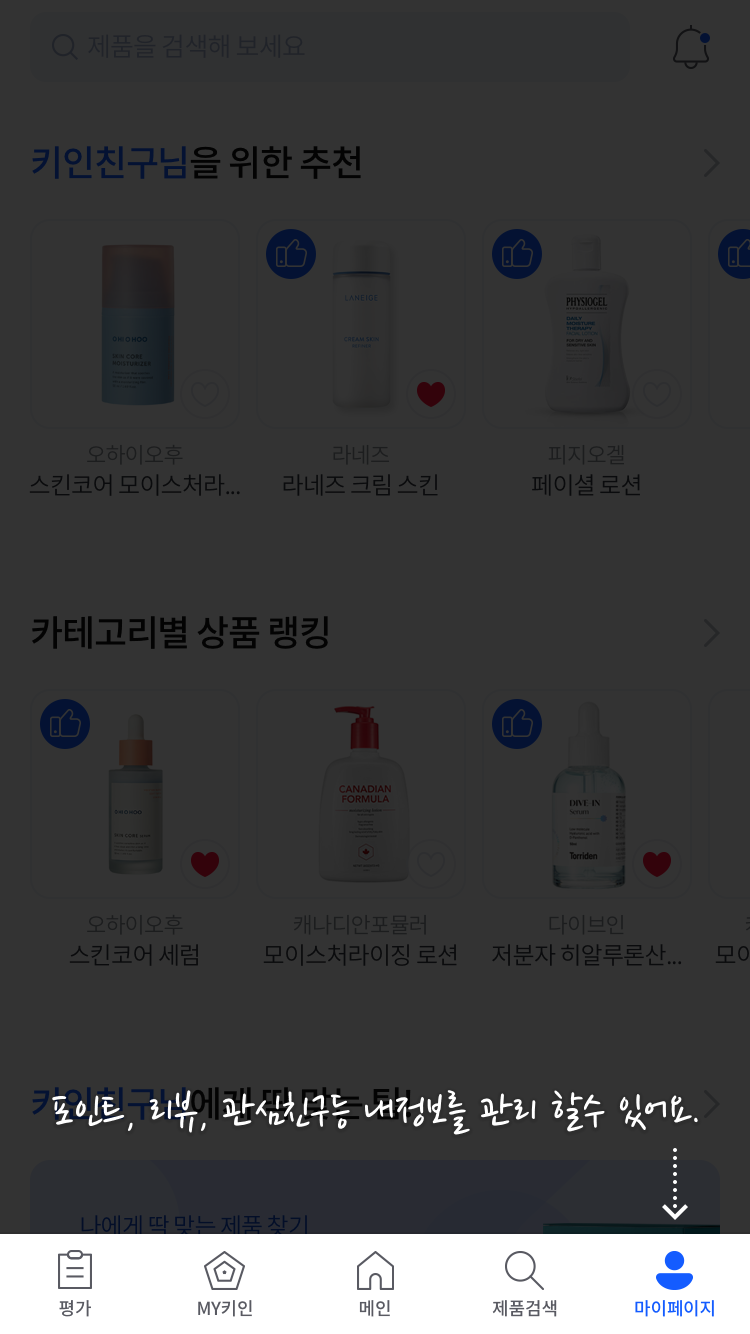 제품을 검색해 보세요
키인친구님을 위한 추천
OHIOHOO
SKIN CORE
MOISTURIZER
LANEIGE
CREAM SKIN
PHYSIOGEL
DAILY
MOISTURE
THERAPY
오하이오후 라네즈 피지오겔
스킨코어 모이스처라... 라네즈 크림 스킨 페이셜 로션
카테고리별 상품 랭킹
SKIN CORE
CANADIAN
FORMULA
DIVE-IN
Serum
Torriden
오하이오후 캐나디안포뮬러 다이브인
스킨코어 세럼 모이스처라이징 로션 저분자 히알루론산... 모이
키인친구님에게 딱 맞는 팁!
포인트, 리뷰, 관심친구등 내정보를 관리 할수 있어요.
나에게 딱 맞는 제품 찾기
평가 MY키인 메인 제품검색 마이페이지